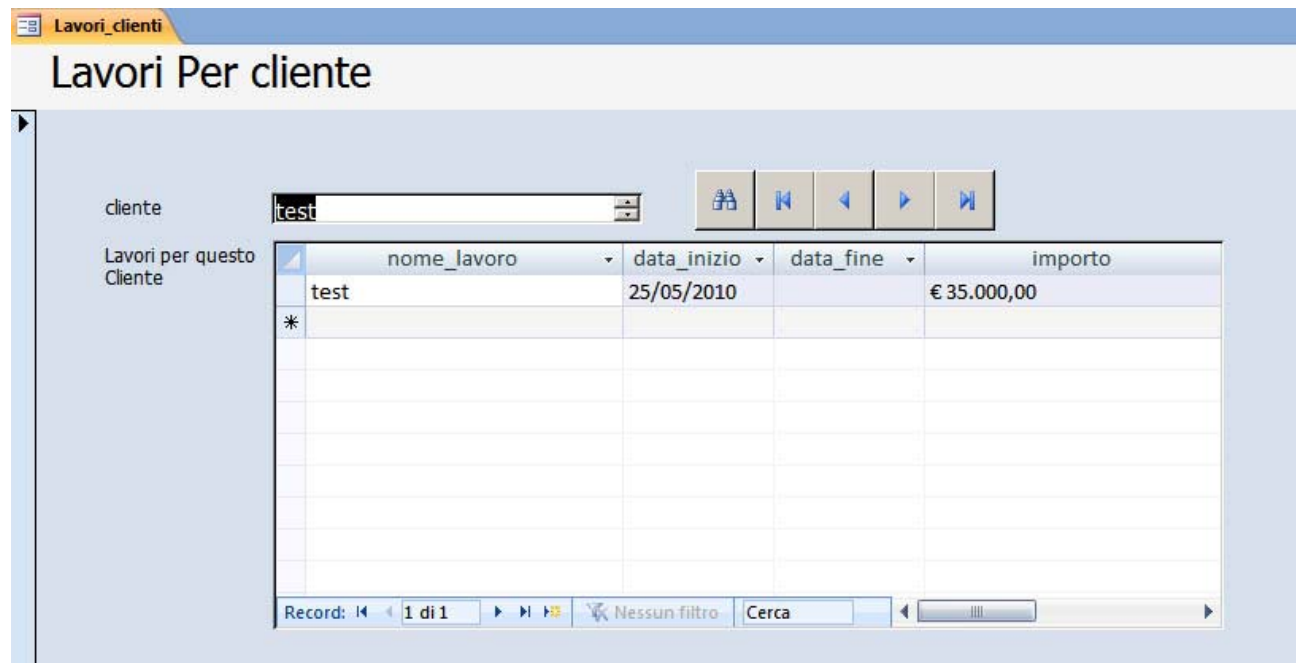 Lavori_clienti
Lavori Per cliente
cliente
test
Lavori per questo
Cliente
nome_lavoro data_inizio data_fine importo
test 25/05/2010 € 35.000,00
Record: 1 di 1 Nessun filtro Cerca